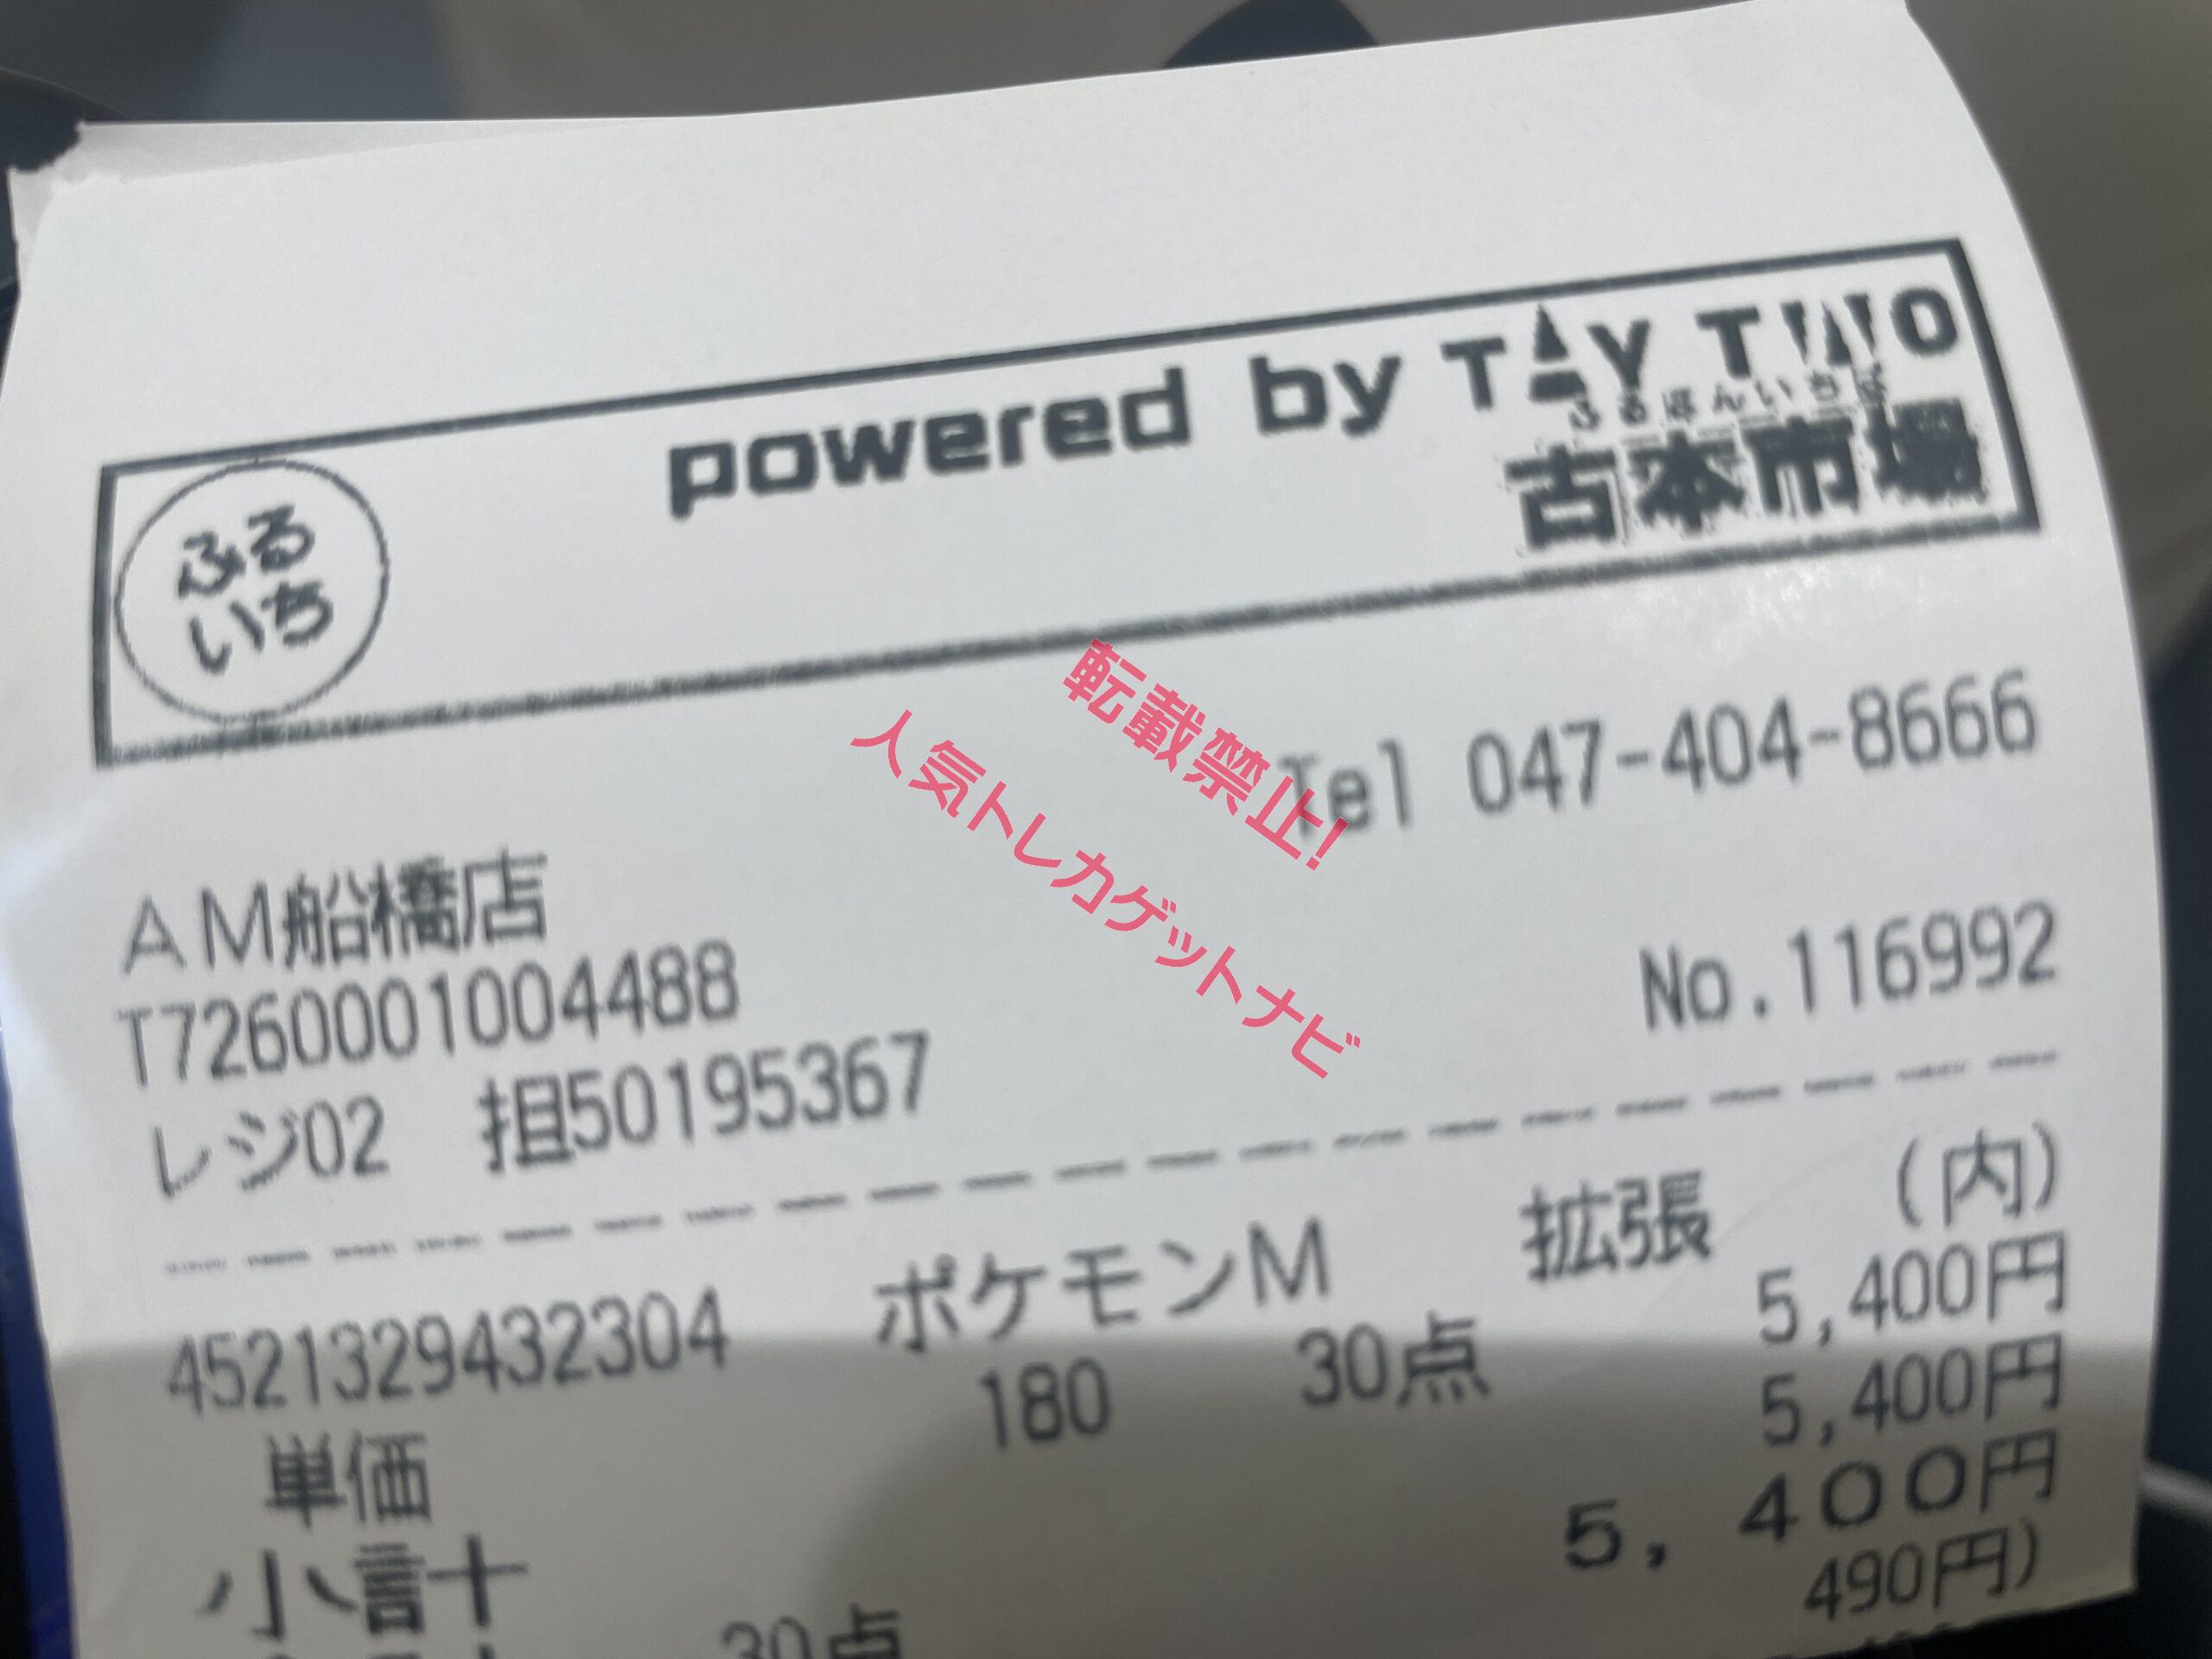 powered by TAY TWO
ふるほんいちば
古本市場
ふる
いち
転載禁止!
人気トレカゲットナビ
Tel 047-404-8666
AM船橋店
T7260001004488
No.116992
レジ02 担50195367
(内)
4521329432304 ポケモンM 拡張 5,400円
単価 180 30点 5,400円
小計 5,400円
30点 490円)